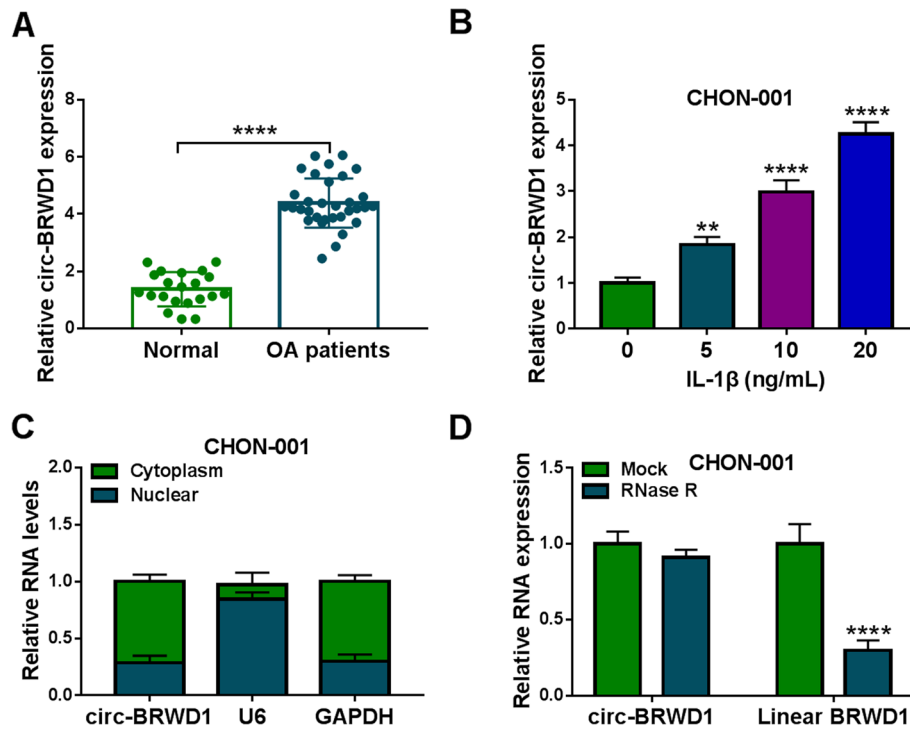 A
Relative circ-BRWD1 expression
8
6
4
2
0
****
Normal
OA patients
B
Relative circ-BRWD1 expression
CHON-001
5
4
3
2
1
0
**
****
****
0
5
10
20
IL-1β (ng/mL)
C
CHON-001
Relative RNA levels
2.0
1.5
1.0
0.5
0.0
Cytoplasm
Nuclear
circ-BRWD1
U6
GAPDH
D
CHON-001
Relative RNA expression
1.5
1.0
0.5
0.0
Mock
RNase R
****
circ-BRWD1
Linear BRWD1